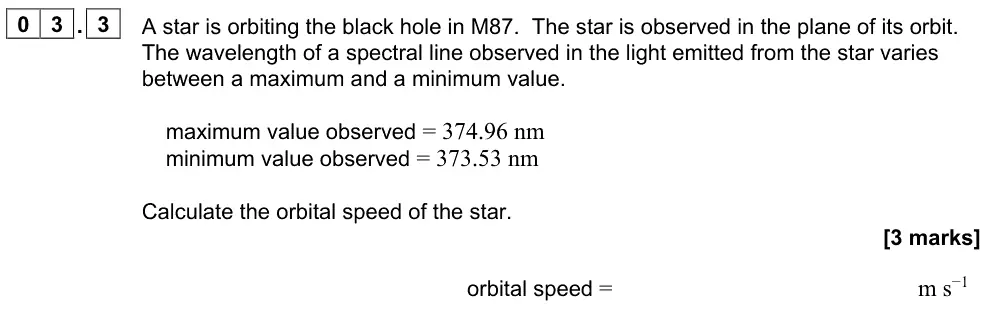 03.3 A star is orbiting the black hole in M87. The star is observed in the plane of its orbit.
The wavelength of a spectral line observed in the light emitted from the star varies
between a maximum and a minimum value.
maximum value observed = 374.96 nm
minimum value observed = 373.53 nm
Calculate the orbital speed of the star.
[3 marks]
orbital speed = m s⁻¹